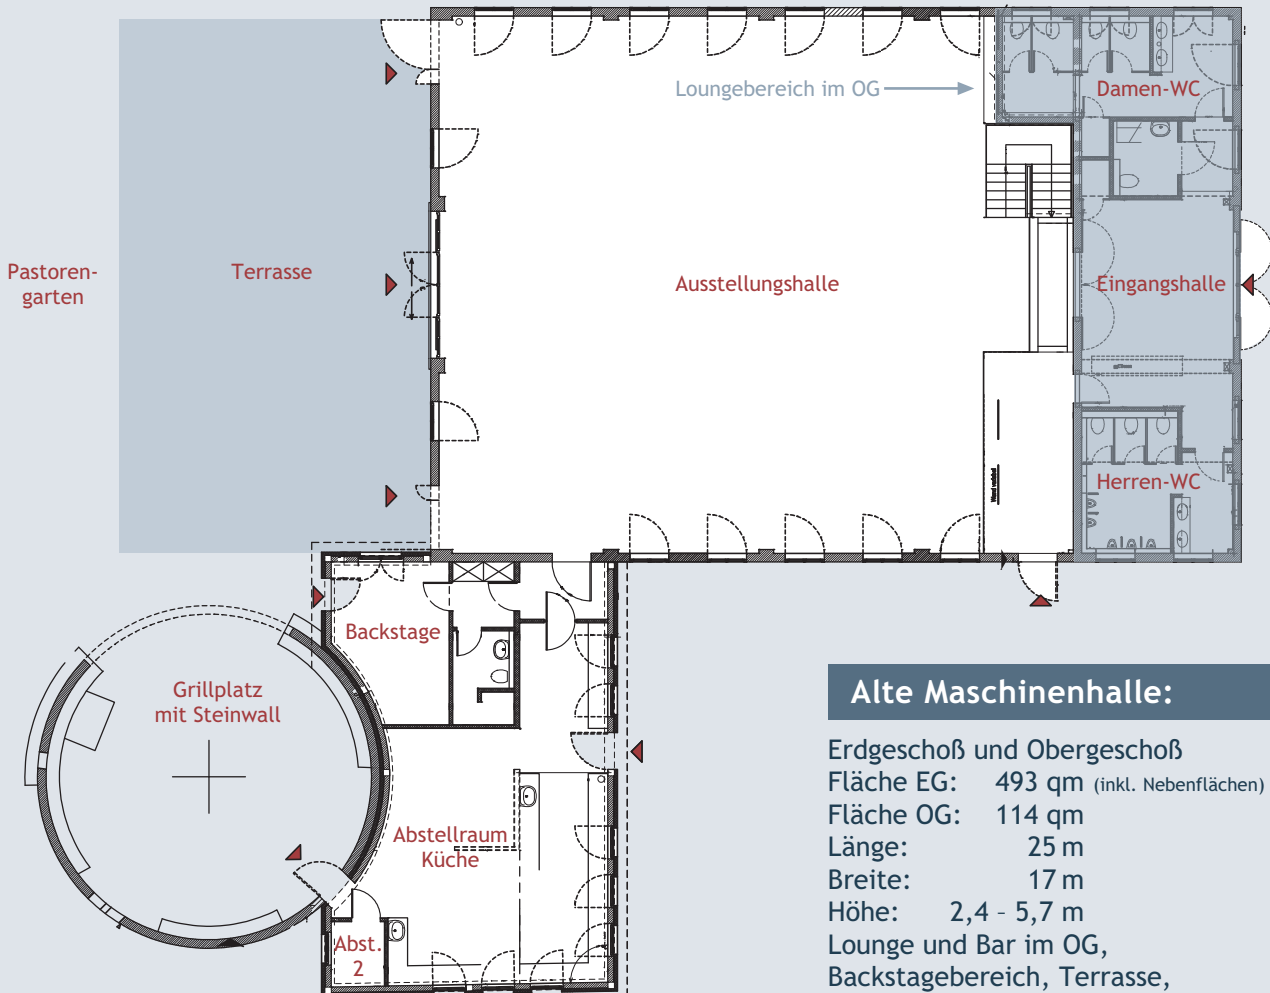 Loungebereich im OG
Damen-WC
Pastoren-
garten
Terrasse
Ausstellungshalle
Eingangshalle
Herren-WC
Backstage
Grillplatz
mit Steinwall
Abstellraum
Küche
Abst.
2
Alte Maschinenhalle:
Erdgeschoß und Obergeschoß
Fläche EG: 493 qm (inkl. Nebenflächen)
Fläche OG: 114 qm
Länge: 25 m
Breite: 17 m
Höhe: 2,4 – 5,7 m
Lounge und Bar im OG,
Backstagebereich, Terrasse,